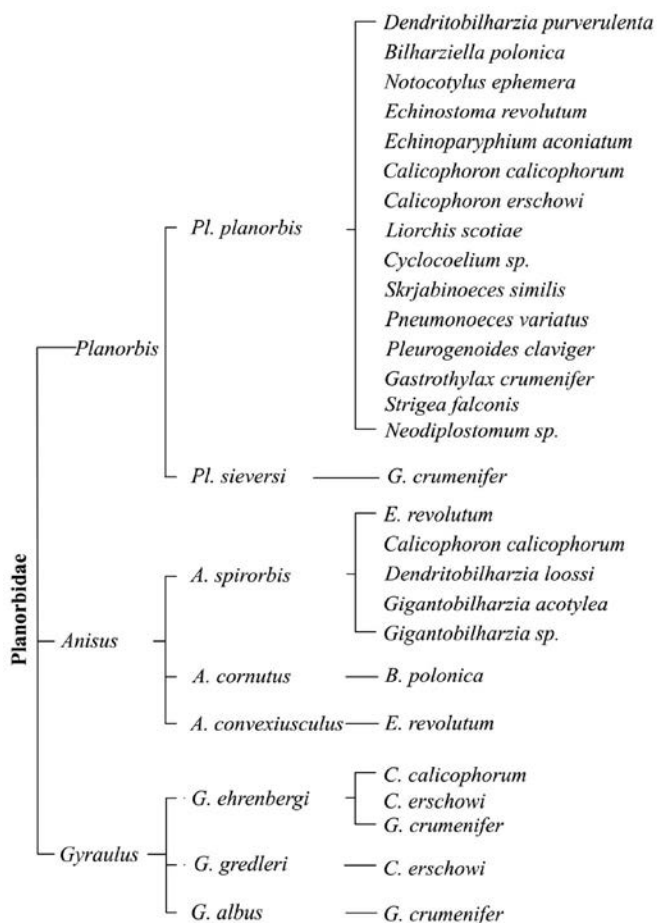 Dendritobilharzia purverulenta
Bilharziella polonica
Notocotylus ephemera
Echinostoma revolutum
Echinoparyphium aconiatum
Calicophoron calicophorum
Calicophoron erschowi
Pl. planorbis
Liorchis scotiae
Cyclocoelium sp.
Skrjabinoeces similis
Pneumonoeces variatus
Planorbis
Pleurogenoides claviger
Gastrothylax crumenifer
Strigea falconis
Neodiplostomum sp.
Pl. sieversi
G. crumenifer
E. revolutum
Calicophoron calicophorum
A. spirorbis
Dendritobilharzia loossi
Gigantobilharzia acotylea
Planorbidae
Anisus
Gigantobilharzia sp.
A. cornutus
B. polonica
A. convexiusculus
E. revolutum
C. calicophorum
G. ehrenbergi
C. erschowi
G. crumenifer
Gyraulus
G. gredleri
C. erschowi
G. albus
G. crumenifer